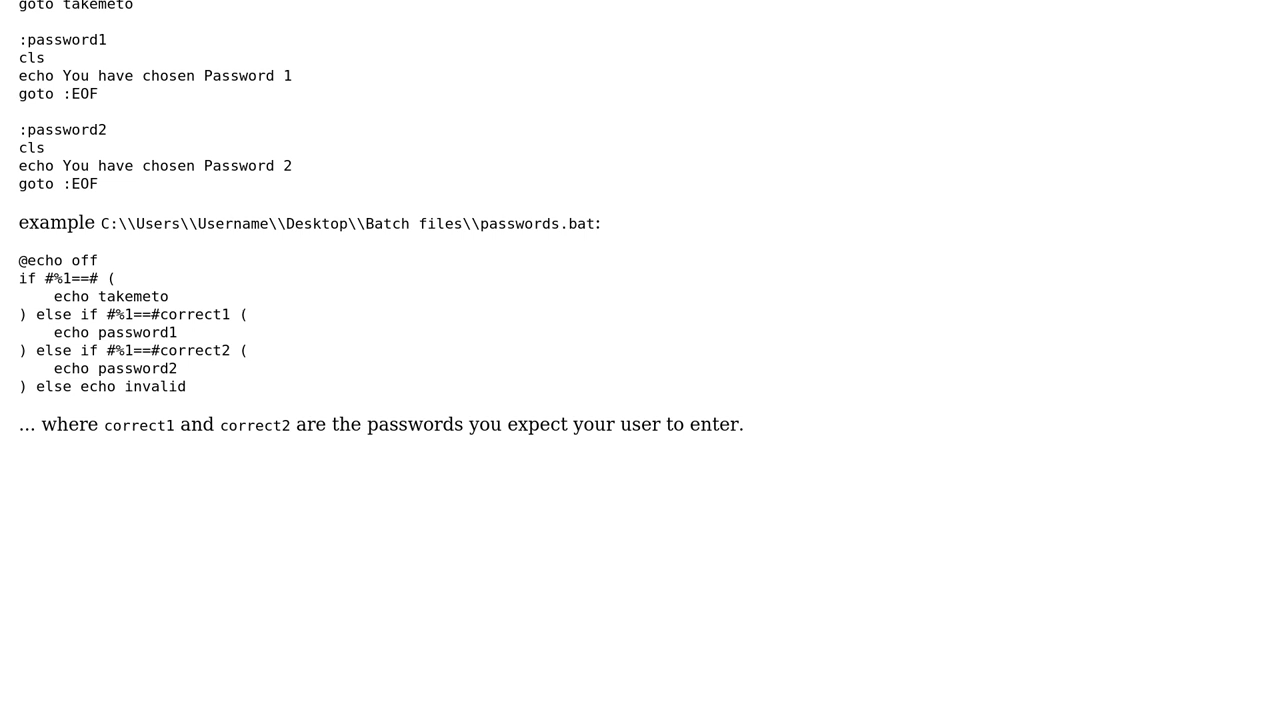 goto takemeto

:password1
cls
echo You have chosen Password 1
goto :EOF

:password2
cls
echo You have chosen Password 2
goto :EOF

example C:\\Users\\Username\\Desktop\\Batch files\\passwords.bat:

@echo off
if #%1==# (
    echo takemeto
) else if #%1==#correct1 (
    echo password1
) else if #%1==#correct2 (
    echo password2
) else echo invalid

... where correct1 and correct2 are the passwords you expect your user to enter.